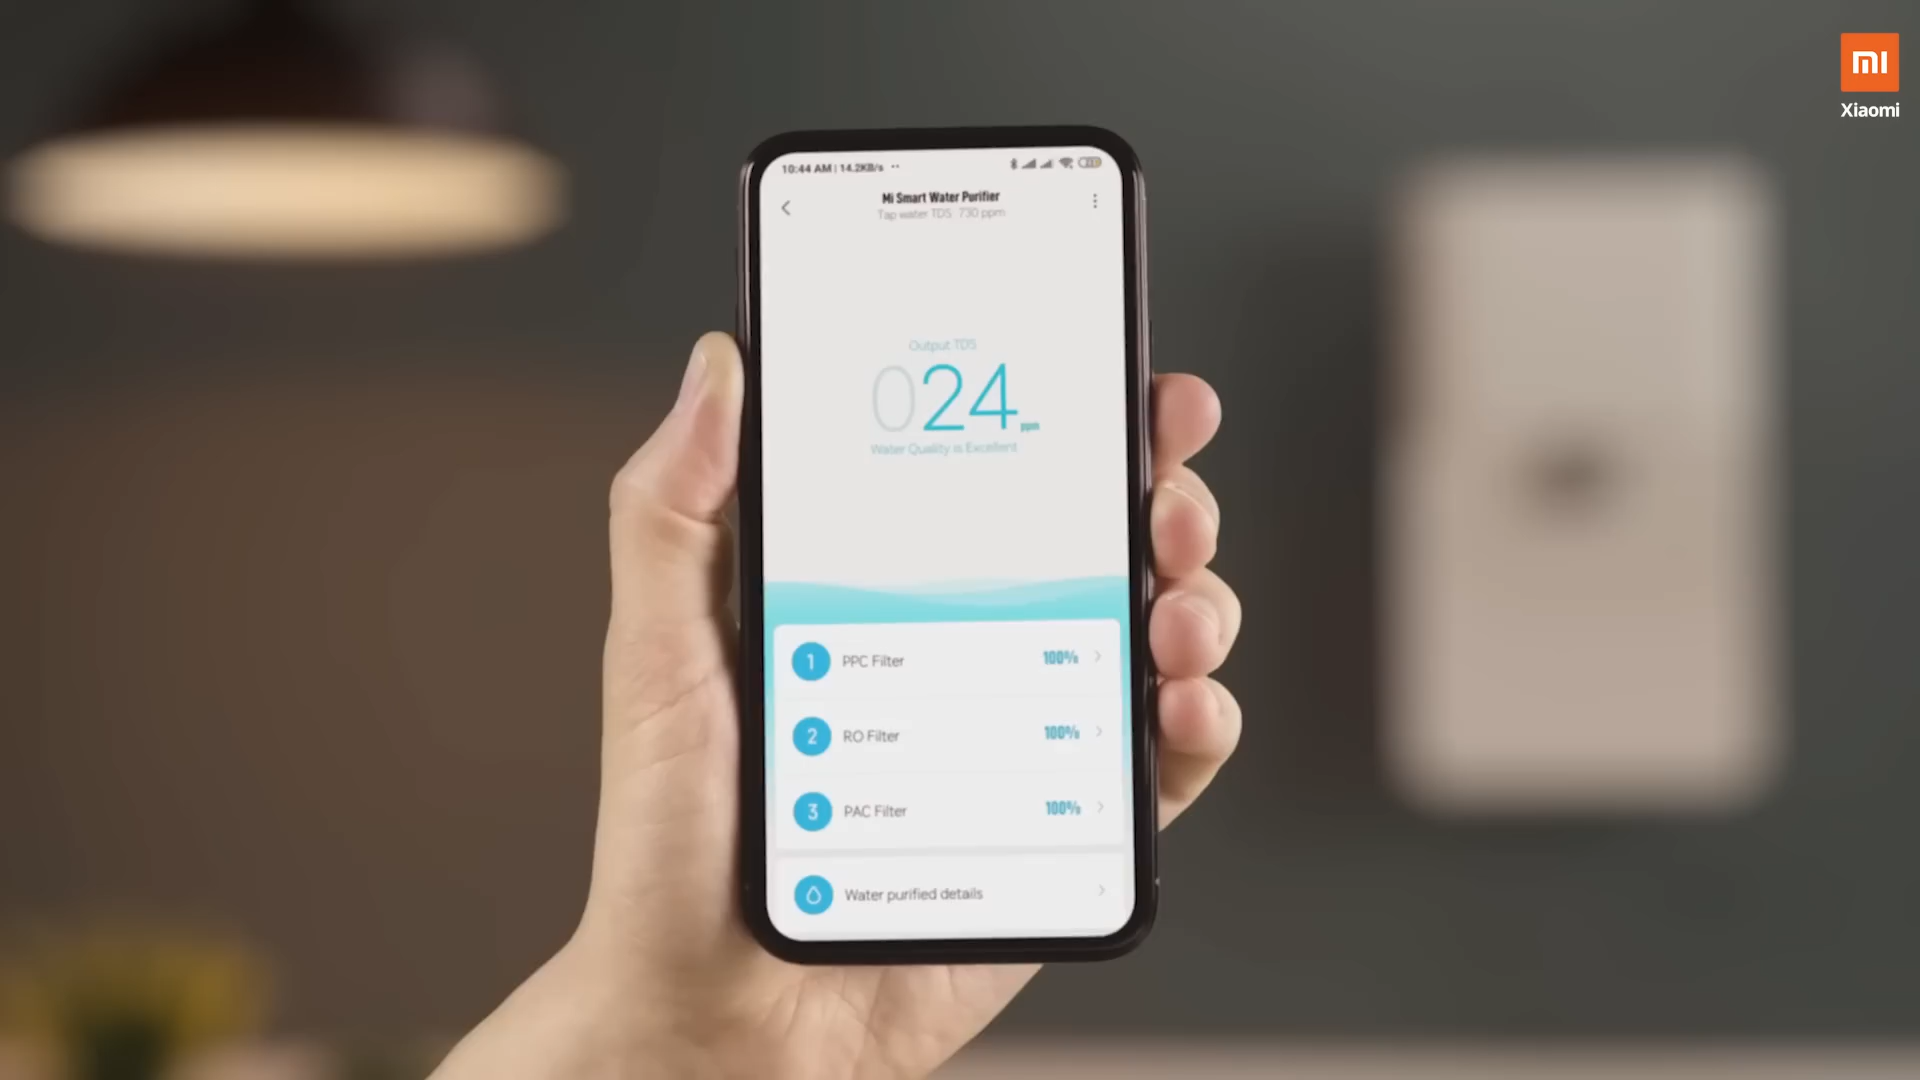 mi
Xiaomi
10:44 AM | 14.2KB/s ··
Mi Smart Water Purifier
Tap water TDS 730 ppm
Output TDS
024 ppm
Water Quality is Excellent
1 PPC Filter 100%
2 RO Filter 100%
3 PAC Filter 100%
Water purified details